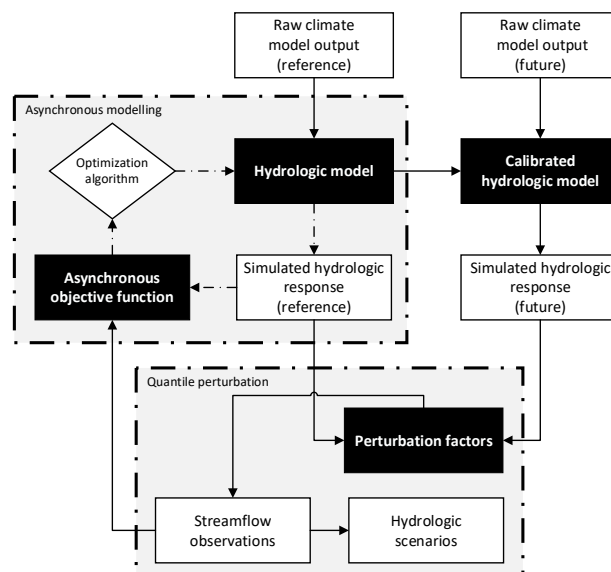 Raw climate
model output
(reference)
Raw climate
model output
(future)
Asynchronous modelling
Optimization
algorithm
Hydrologic model
Calibrated
hydrologic model
Asynchronous
objective function
Simulated hydrologic
response
(reference)
Simulated hydrologic
response
(future)
Quantile perturbation
Perturbation factors
Streamflow
observations
Hydrologic
scenarios